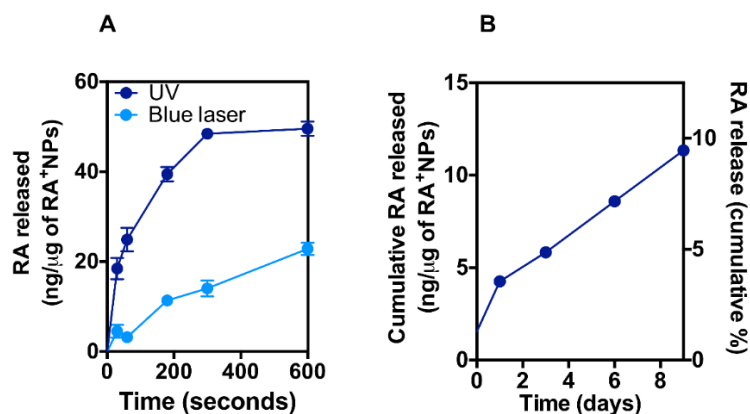 A
60
40
20
0
RA released
(ng/µg of RA⁺NPs)
UV
Blue laser
0
200
400
600
Time (seconds)
B
15
10
5
0
Cumulative RA released
(ng/µg of RA⁺NPs)
0
2
4
6
8
Time (days)
10
5
0
RA release (cumulative %)